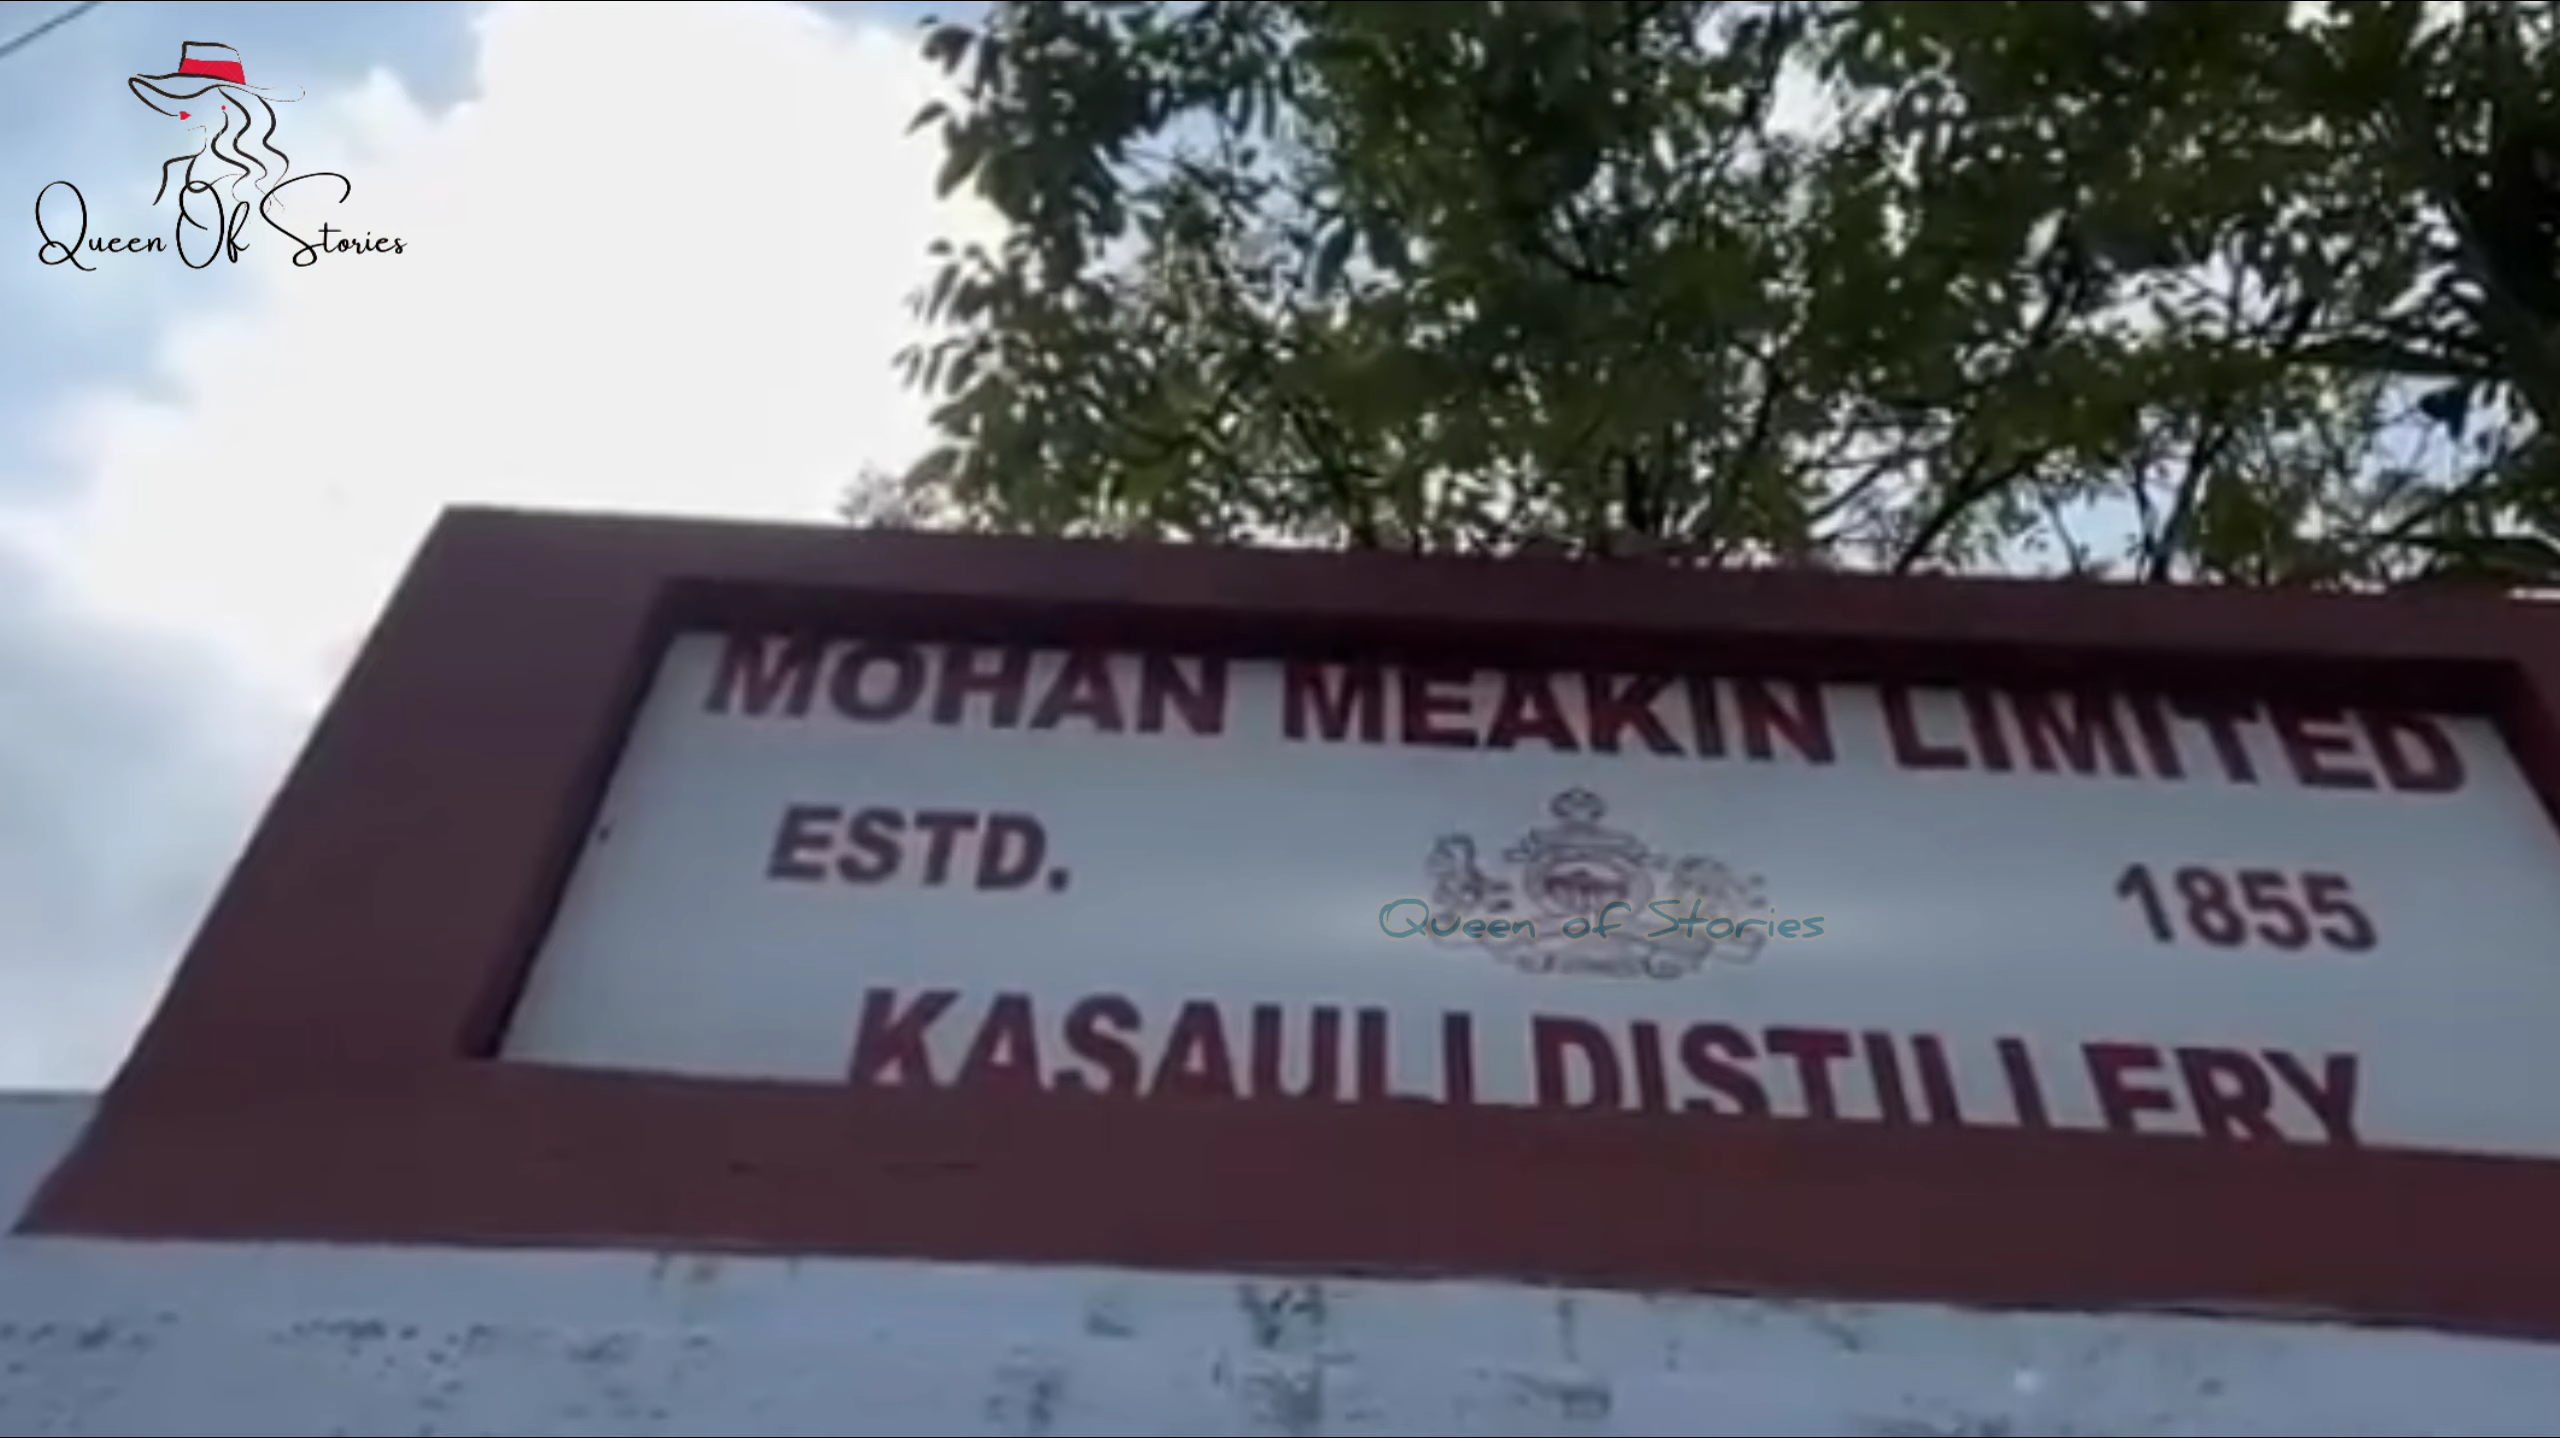 Queen Of Stories
MOHAN MEAKIN LIMITED
ESTD. 1855
Queen of Stories
KASAULI DISTILLERY